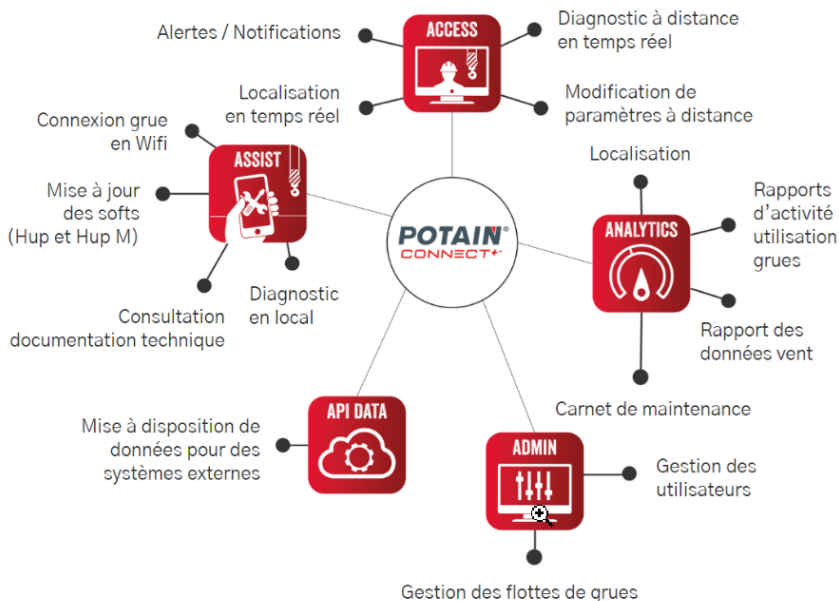 ACCESS
Alertes / Notifications
Diagnostic à distance
en temps réel
Localisation
en temps réel
Modification de
paramètres à distance
Connexion grue
en Wifi
ASSIST
Mise à jour
des softs
(Hup et Hup M)
Consultation
documentation technique
Diagnostic
en local
POTAIN®
CONNECT+
Localisation
ANALYTICS
Rapports
d’activité
utilisation
grues
Rapport des
données vent
Carnet de maintenance
API DATA
Mise à disposition de
données pour des
systèmes externes
ADMIN
Gestion des
utilisateurs
Gestion des flottes de grues